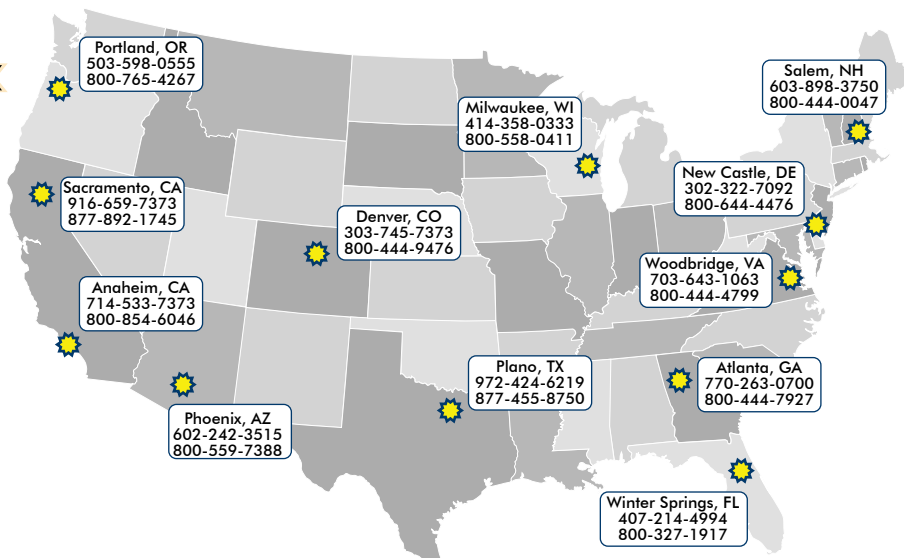 Portland, OR
503-598-0555
800-765-4267
Salem, NH
603-898-3750
800-444-0047
Milwaukee, WI
414-358-0333
800-558-0411
New Castle, DE
302-322-7092
800-644-4476
Sacramento, CA
916-659-7373
877-892-1745
Denver, CO
303-745-7373
800-444-9476
Woodbridge, VA
703-643-1063
800-444-4799
Anaheim, CA
714-533-7373
800-854-6046
Plano, TX
972-424-6219
877-455-8750
Atlanta, GA
770-263-0700
800-444-7927
Phoenix, AZ
602-242-3515
800-559-7388
Winter Springs, FL
407-214-4994
800-327-1917